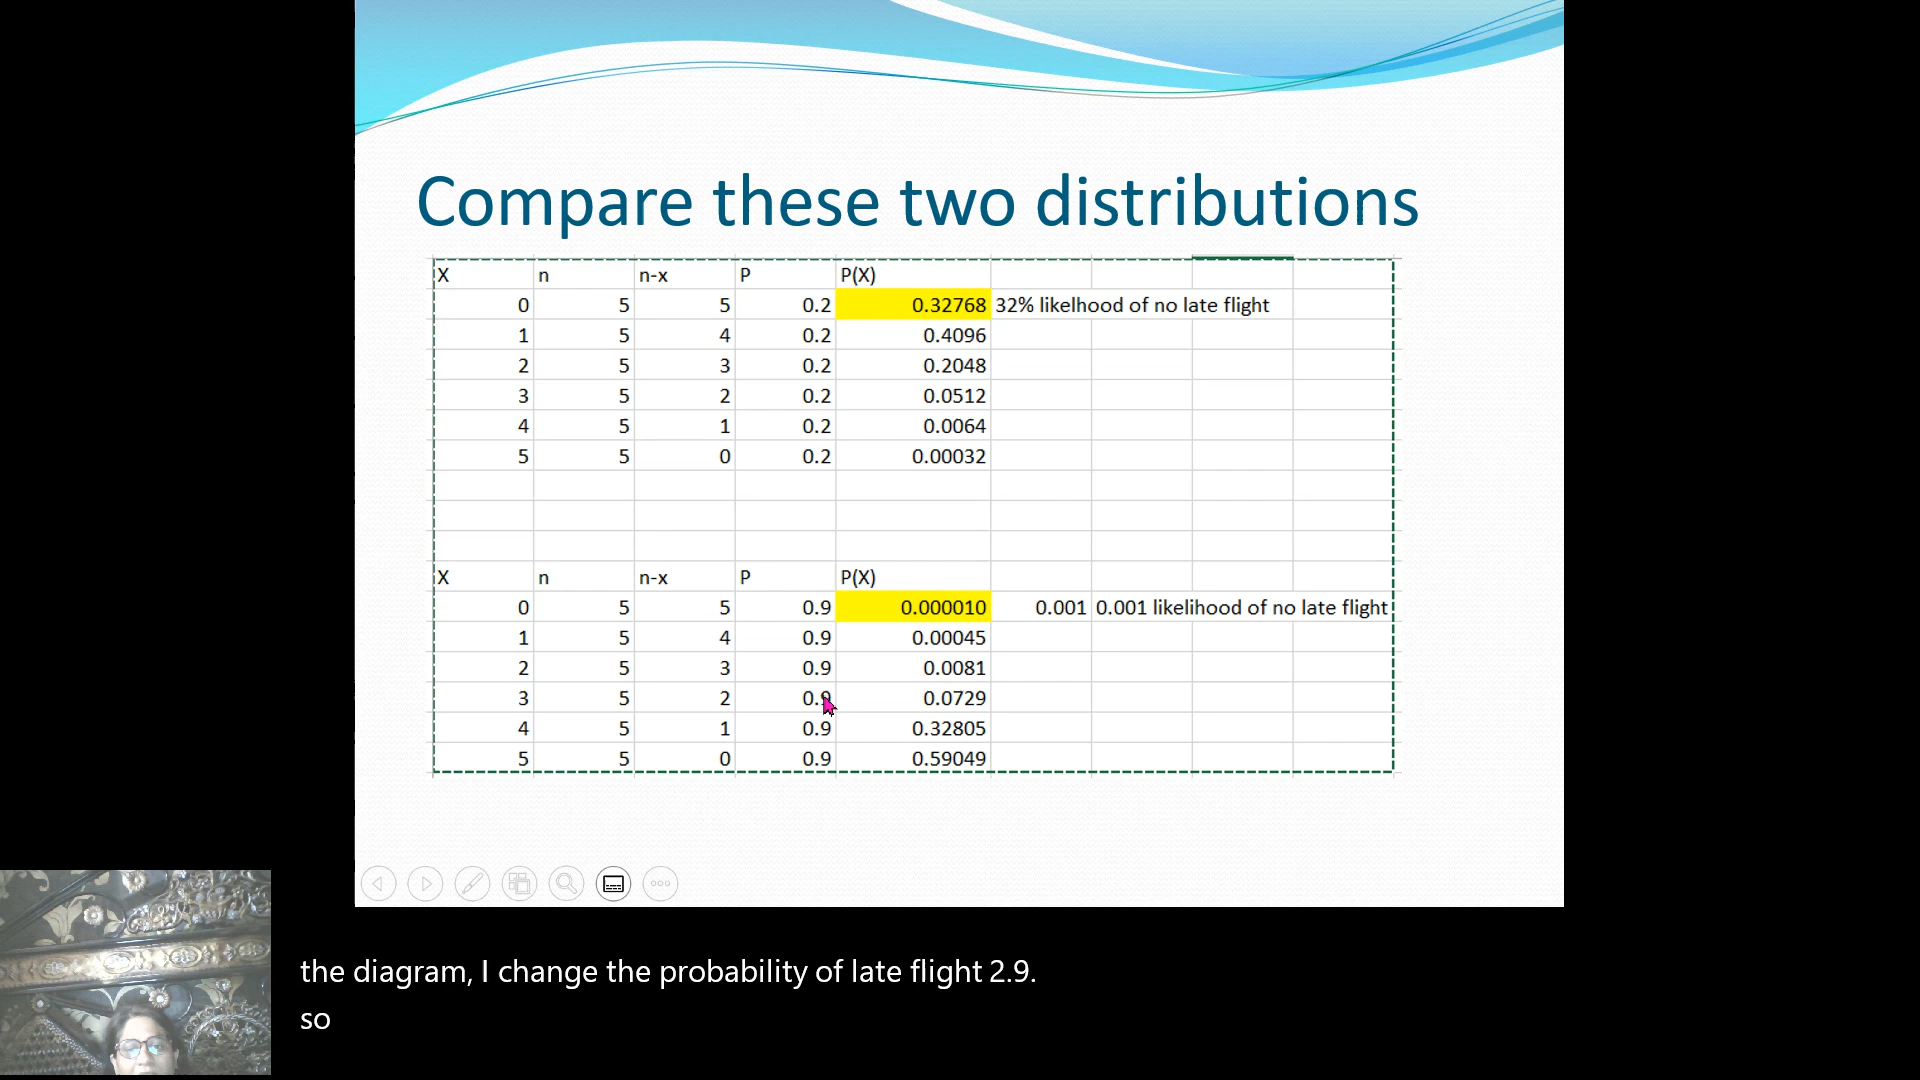 Compare these two distributions
X n n-x P P(X)
0 5 5 0.2 0.32768 32% likelhood of no late flight
1 5 4 0.2 0.4096
2 5 3 0.2 0.2048
3 5 2 0.2 0.0512
4 5 1 0.2 0.0064
5 5 0 0.2 0.00032
X n n-x P P(X)
0 5 5 0.9 0.000010 0.001 0.001 likelihood of no late flight
1 5 4 0.9 0.00045
2 5 3 0.9 0.0081
3 5 2 0.9 0.0729
4 5 1 0.9 0.32805
5 5 0 0.9 0.59049
the diagram, I change the probability of late flight 2.9.
so